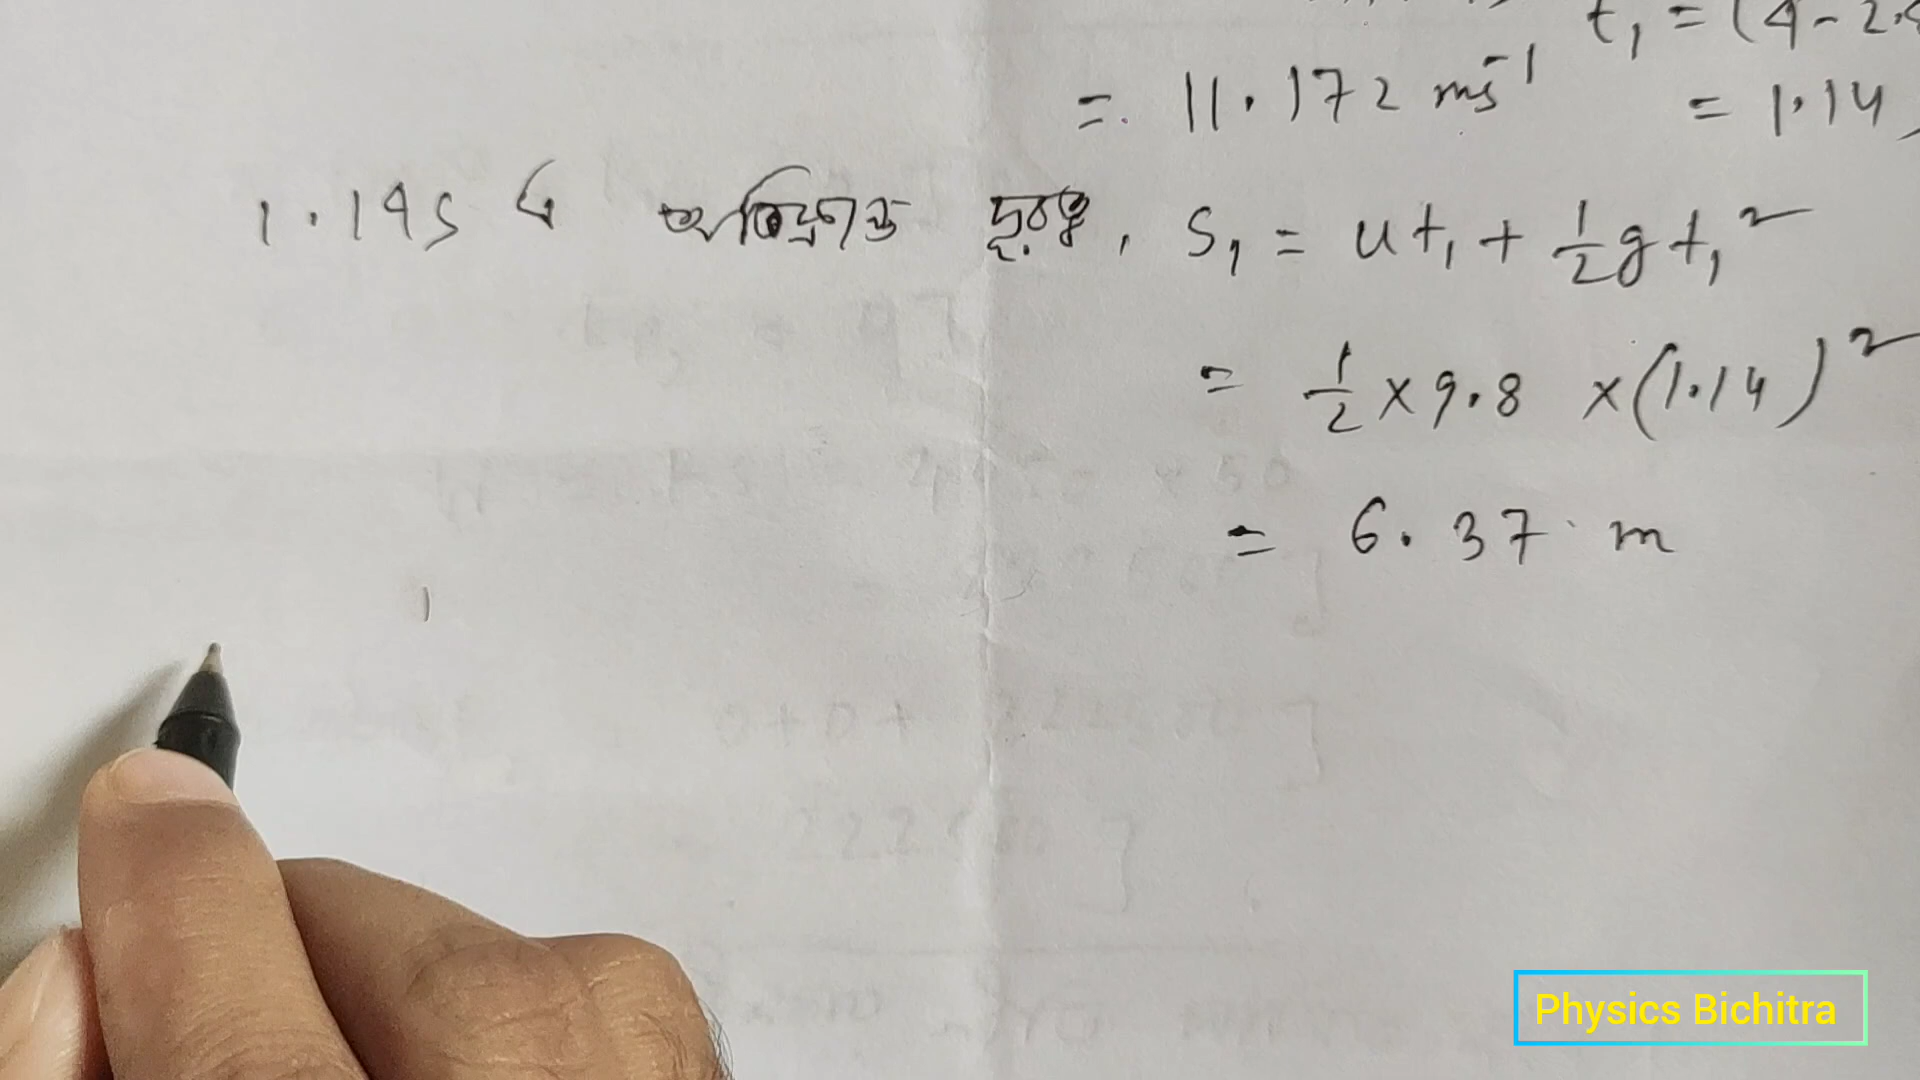 t₁ = (4 - 2.8
= 11.172 ms⁻¹ = 1.14
1.14s এ অতিক্রান্ত দূরত্ব, S₁ = ut₁ + ½gt₁²
= ½ × 9.8 × (1.14)²
= 6.37 m
Physics Bichitra